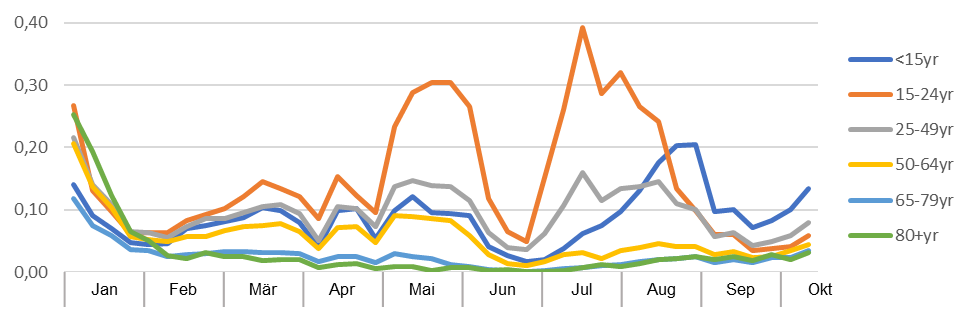 0,40
0,30
0,20
0,10
0,00
Jan Feb Mär Apr Mai Jun Jul Aug Sep Okt
<15yr
15-24yr
25-49yr
50-64yr
65-79yr
80+yr